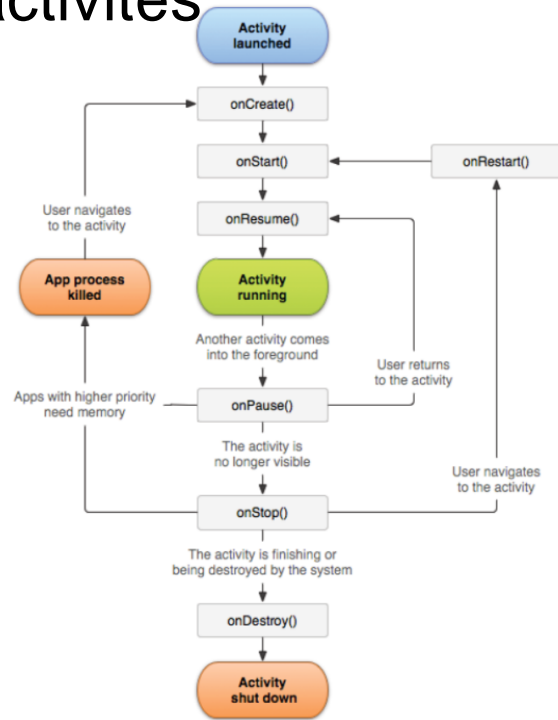 activites
Activity
launched
onCreate()
onStart()
onRestart()
User navigates
to the activity
onResume()
App process
killed
Activity
running
Another activity comes
into the foreground
User returns
to the activity
Apps with higher priority
need memory
onPause()
The activity is
no longer visible
User navigates
to the activity
onStop()
The activity is finishing or
being destroyed by the system
onDestroy()
Activity
shut down